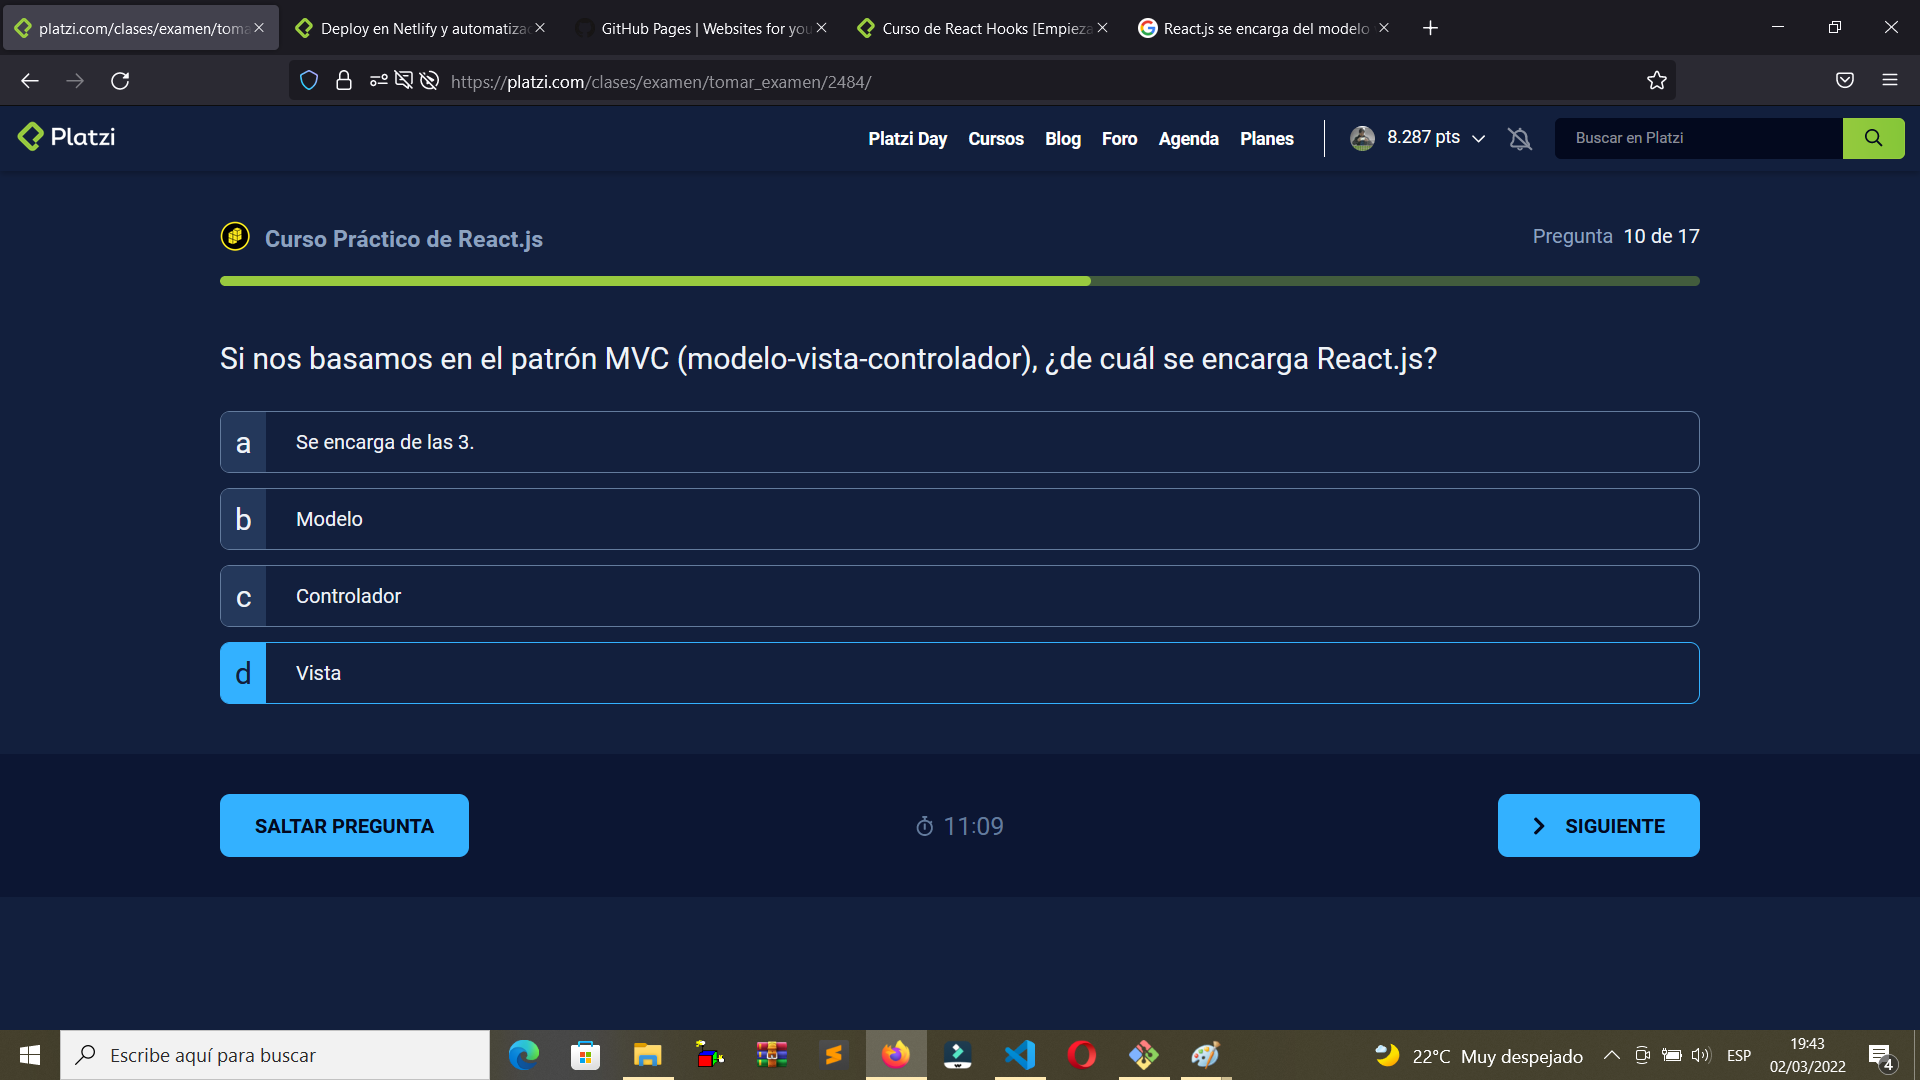 platzi.com/clases/examen/toma
Deploy en Netlify y automatizac
GitHub Pages | Websites for you
Curso de React Hooks [Empieza
React.js se encarga del modelo
https://platzi.com/clases/examen/tomar_examen/2484/
Platzi
Platzi Day
Cursos
Blog
Foro
Agenda
Planes
8.287 pts
Buscar en Platzi
Curso Práctico de React.js
Pregunta 10 de 17
Si nos basamos en el patrón MVC (modelo-vista-controlador), ¿de cuál se encarga React.js?
a Se encarga de las 3.
b Modelo
c Controlador
d Vista
SALTAR PREGUNTA
11:09
SIGUIENTE
Escribe aquí para buscar
22°C Muy despejado
ESP
19:43
02/03/2022
4